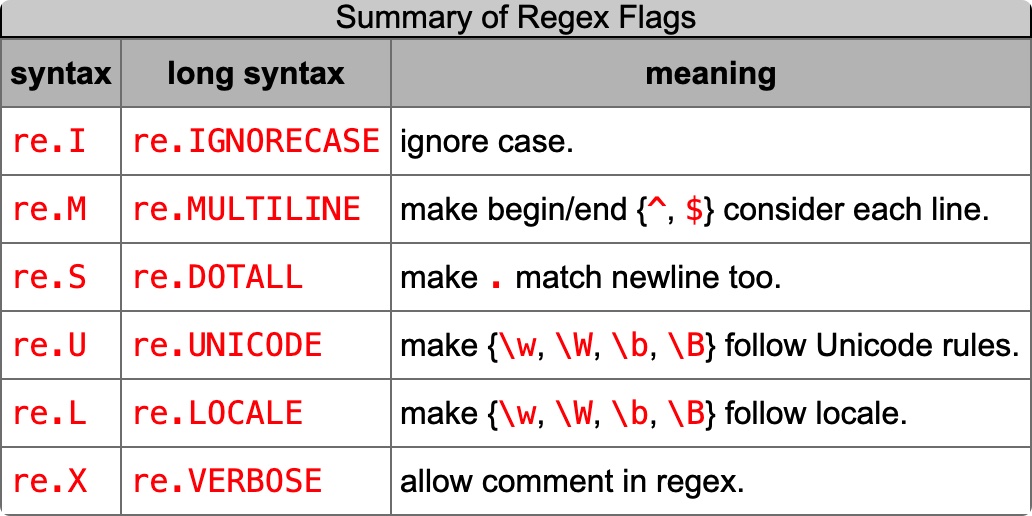 Summary of Regex Flags
syntax long syntax meaning
re.I re.IGNORECASE ignore case.
re.M re.MULTILINE make begin/end {^, $} consider each line.
re.S re.DOTALL make . match newline too.
re.U re.UNICODE make {\w, \W, \b, \B} follow Unicode rules.
re.L re.LOCALE make {\w, \W, \b, \B} follow locale.
re.X re.VERBOSE allow comment in regex.